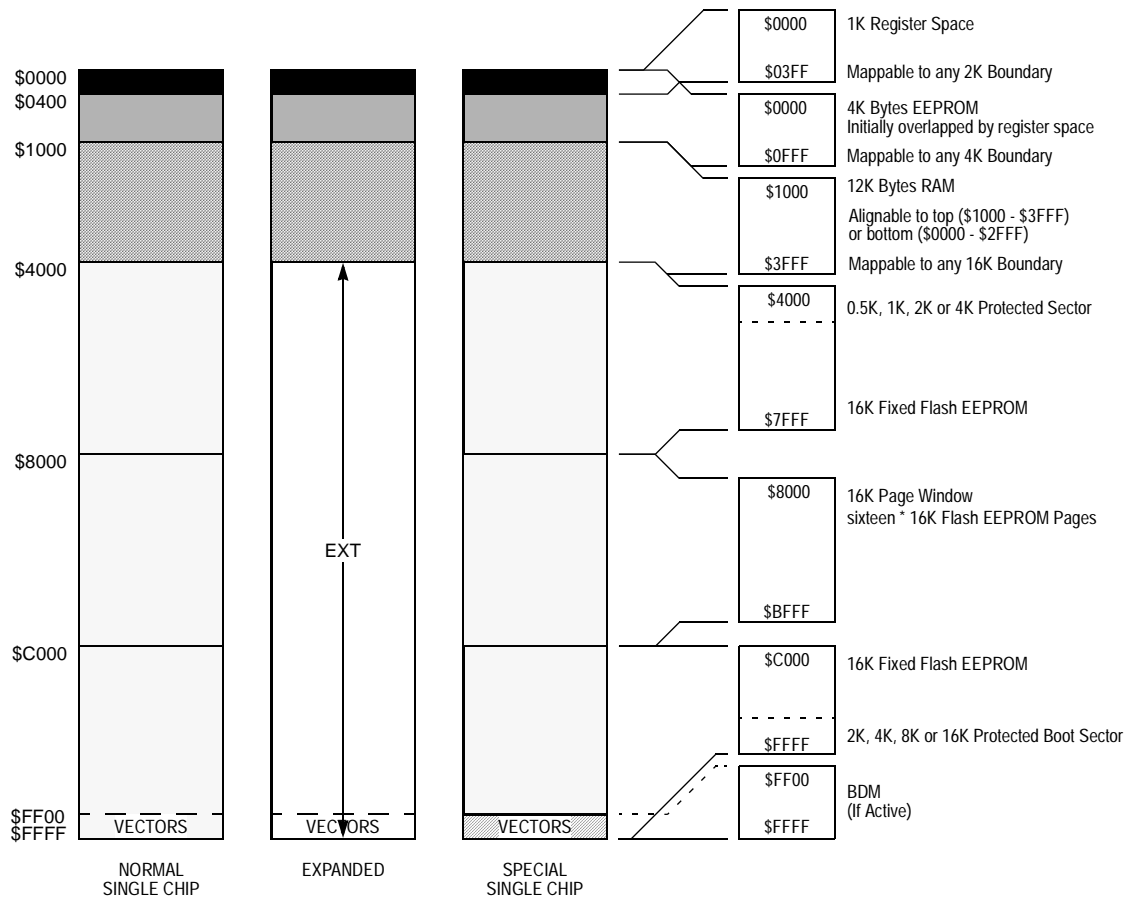 $0000
$0400
$1000
$4000
$8000
$C000
$FF00
$FFFF
VECTORS
NORMAL
SINGLE CHIP
EXT
VECTORS
EXPANDED
VECTORS
SPECIAL
SINGLE CHIP
$0000
1K Register Space
$03FF
Mappable to any 2K Boundary
$0000
4K Bytes EEPROM
Initially overlapped by register space
$0FFF
Mappable to any 4K Boundary
$1000
12K Bytes RAM
Alignable to top ($1000 - $3FFF)
or bottom ($0000 - $2FFF)
$3FFF
Mappable to any 16K Boundary
$4000
0.5K, 1K, 2K or 4K Protected Sector
$7FFF
16K Fixed Flash EEPROM
$8000
16K Page Window
sixteen * 16K Flash EEPROM Pages
$BFFF
$C000
16K Fixed Flash EEPROM
2K, 4K, 8K or 16K Protected Boot Sector
$FFFF
$FF00
BDM
(If Active)
$FFFF